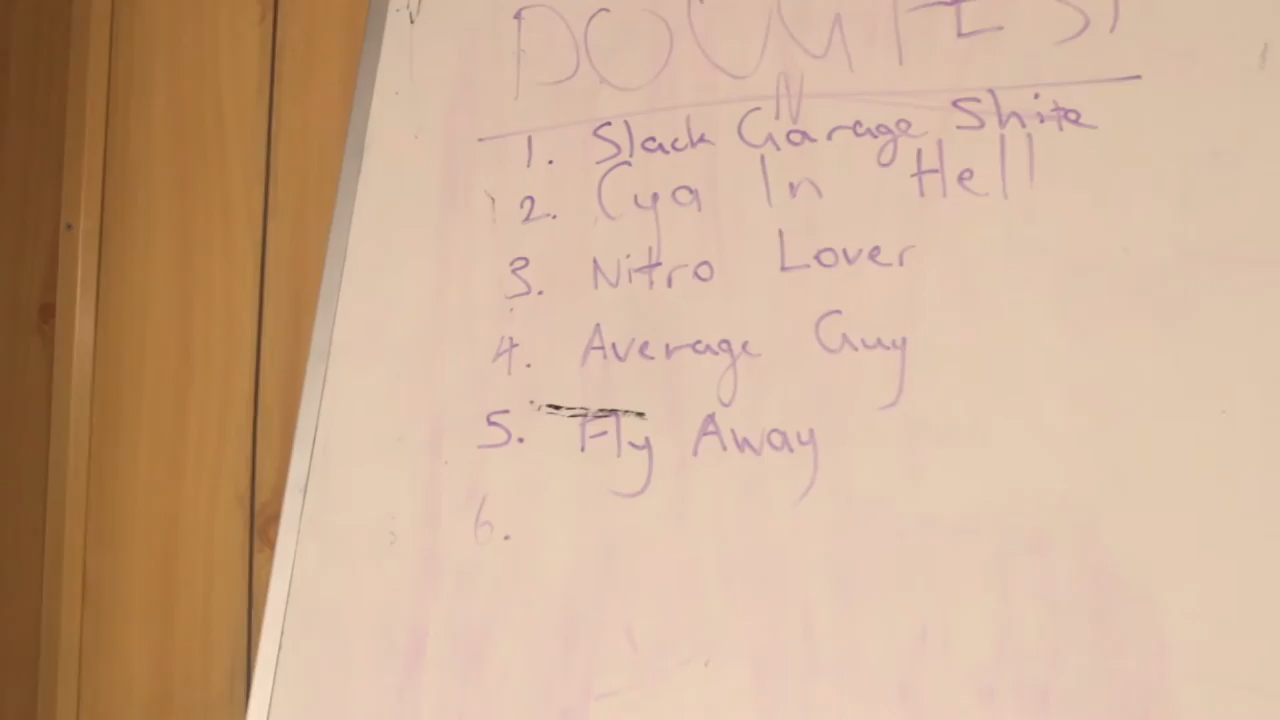 1. Slack Garage Shite
2. Cya In Hell
3. Nitro Lover
4. Average Guy
5. Fly Away
6.